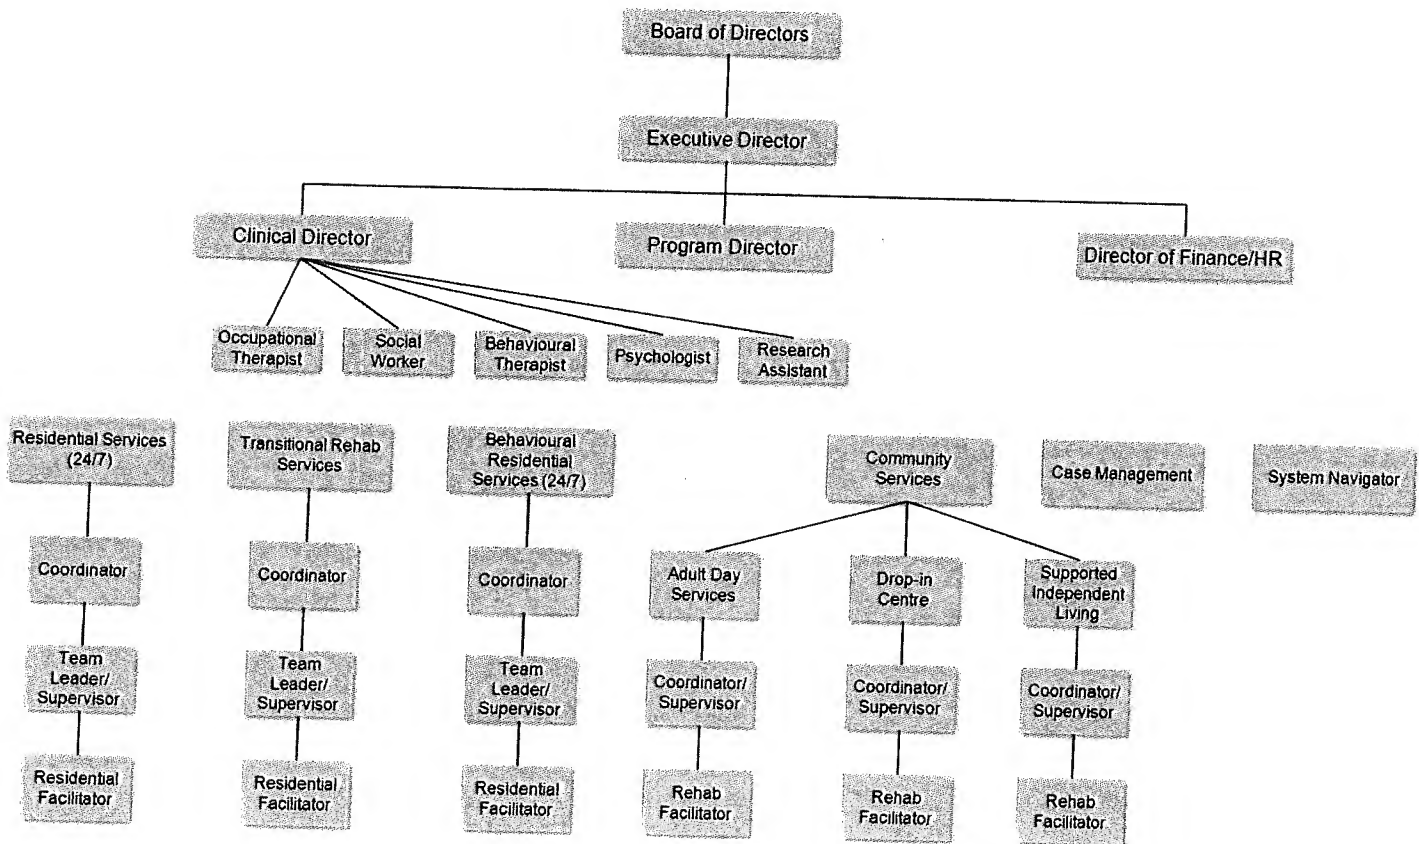 Board of Directors
Executive Director
Clinical Director
Program Director
Director of Finance/HR
Occupational
Therapist
Social
Worker
Behavioural
Therapist
Psychologist
Research
Assistant
Residential Services
(24/7)
Transitional Rehab
Services
Behavioural
Residential
Services (24/7)
Community
Services
Case Management
System Navigator
Coordinator
Coordinator
Coordinator
Adult Day
Services
Drop-in
Centre
Supported
Independent
Living
Team
Leader/
Supervisor
Team
Leader/
Supervisor
Team
Leader/
Supervisor
Coordinator/
Supervisor
Coordinator/
Supervisor
Coordinator/
Supervisor
Residential
Facilitator
Residential
Facilitator
Residential
Facilitator
Rehab
Facilitator
Rehab
Facilitator
Rehab
Facilitator